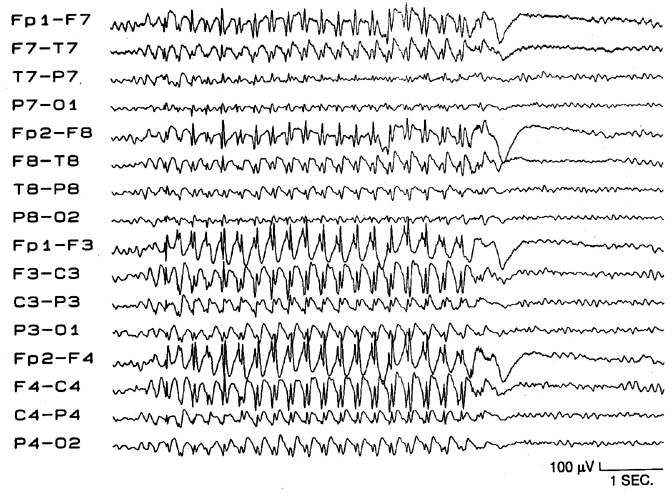 Fp1-F7
F7-T7
T7-P7
P7-O1
Fp2-F8
F8-T8
T8-P8
P8-O2
Fp1-F3
F3-C3
C3-P3
P3-O1
Fp2-F4
F4-C4
C4-P4
P4-O2
100 µV
1 SEC.